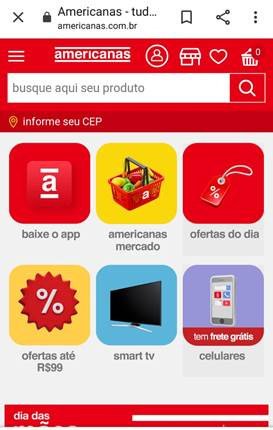 Americanas - tud...
americanas.com.br
americanas
0
busque aqui seu produto
informe seu CEP
a
%
baixe o app
americanas
mercado
ofertas do dia
%
tem frete grátis
ofertas até
R$99
smart tv
celulares
dia das
mães